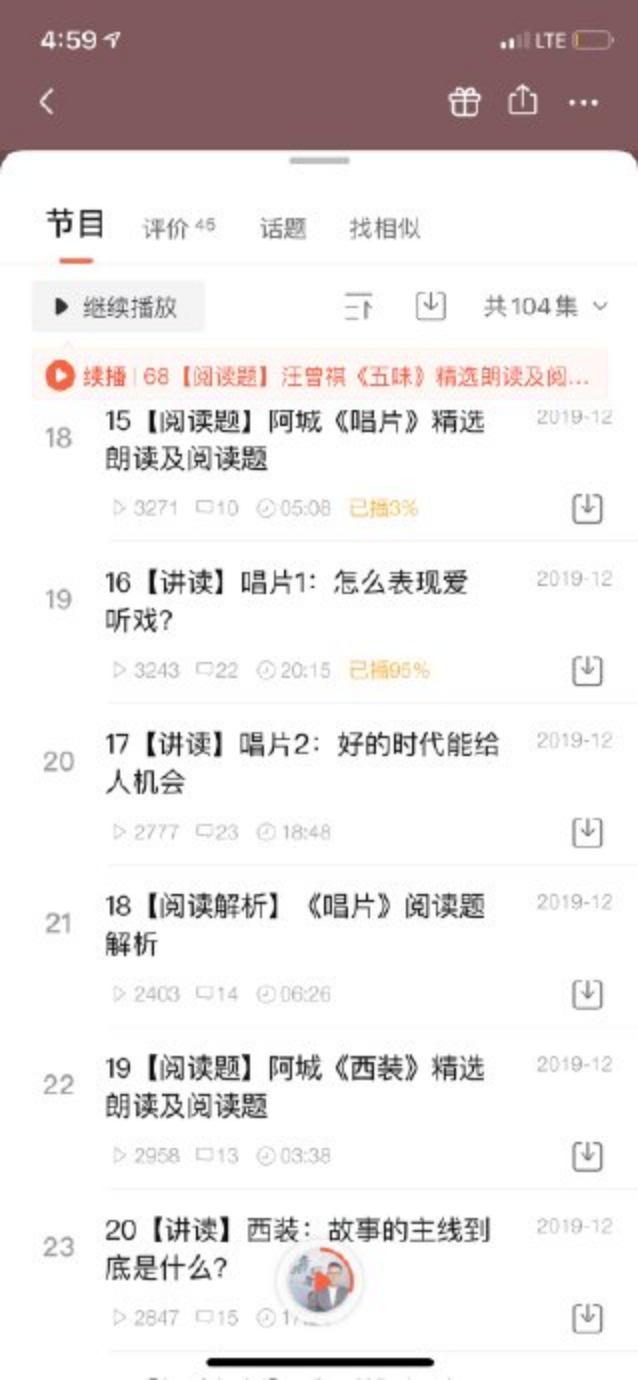 4:59
LTE
节目 评价 45 话题 找相似
继续播放 共104集
续播 | 68【阅读题】汪曾祺《五味》精选朗读及阅...
18 15【阅读题】阿城《唱片》精选 2019-12
朗读及阅读题
3271 10 05:08 已播3%
19 16【讲读】唱片1：怎么表现爱 2019-12
听戏?
3243 22 20:15 已播95%
20 17【讲读】唱片2：好的时代能给 2019-12
人机会
2777 23 18:48
21 18【阅读解析】《唱片》阅读题 2019-12
解析
2403 14 06:26
22 19【阅读题】阿城《西装》精选 2019-12
朗读及阅读题
2958 13 03:38
23 20【讲读】西装：故事的主线到 2019-12
底是什么?
2847 15